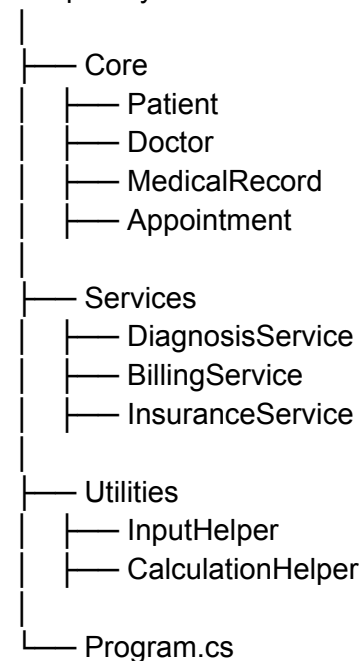 │
├── Core
│   ├── Patient
│   ├── Doctor
│   ├── MedicalRecord
│   ├── Appointment
│
├── Services
│   ├── DiagnosisService
│   ├── BillingService
│   ├── InsuranceService
│
├── Utilities
│   ├── InputHelper
│   ├── CalculationHelper
│
└── Program.cs